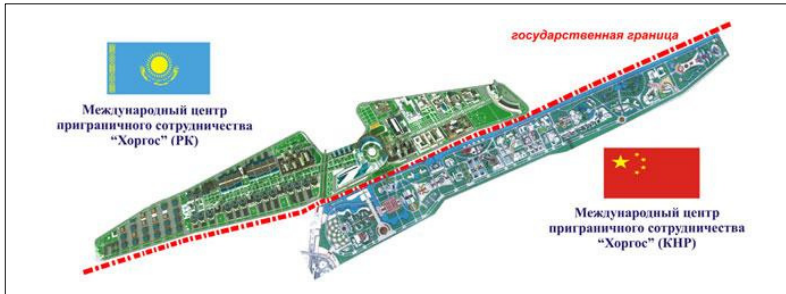 государственная граница
Международный центр
приграничного сотрудничества
“Хоргос” (РК)
Международный центр
приграничного сотрудничества
“Хоргос” (КНР)